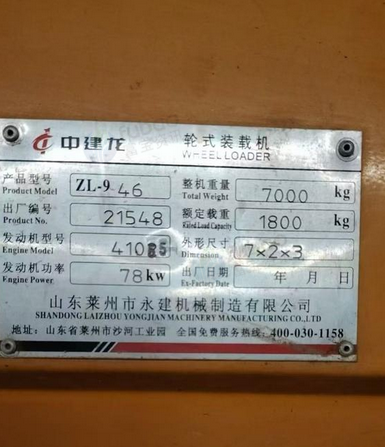 中建龙
轮式装载机
WHEEL LOADER
产品型号 ZL-946 整机重量 7000 kg
Product Model Total Weight
出厂编号 21548 额定载重 1800 kg
Product No. Rated Load Capacity
发动机型号 外形尺寸 7×2×3
Engine Model Dimrusion
发动机功率 78kw 出厂日期 年 月 日
Engine Power Ex-Factory Date
山东莱州市永建机械制造有限公司
SHANDONG LAIZHOU YONGJIAN MACHINERY MANUFACTURING CO.,LTD
地址: 山东省莱州市沙河工业园 全国免费服务热线: 400-030-1158